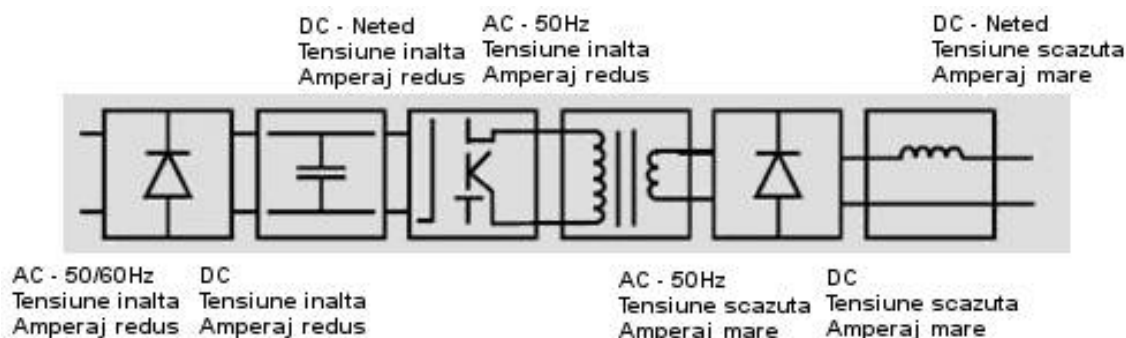 DC - Neted
Tensiune inalta
Amperaj redus
AC - 50Hz
Tensiune inalta
Amperaj redus
DC - Neted
Tensiune scazuta
Amperaj mare
AC - 50/60Hz
Tensiune inalta
Amperaj redus
DC
Tensiune inalta
Amperaj redus
AC - 50Hz
Tensiune scazuta
Amperaj mare
DC
Tensiune scazuta
Amperaj mare